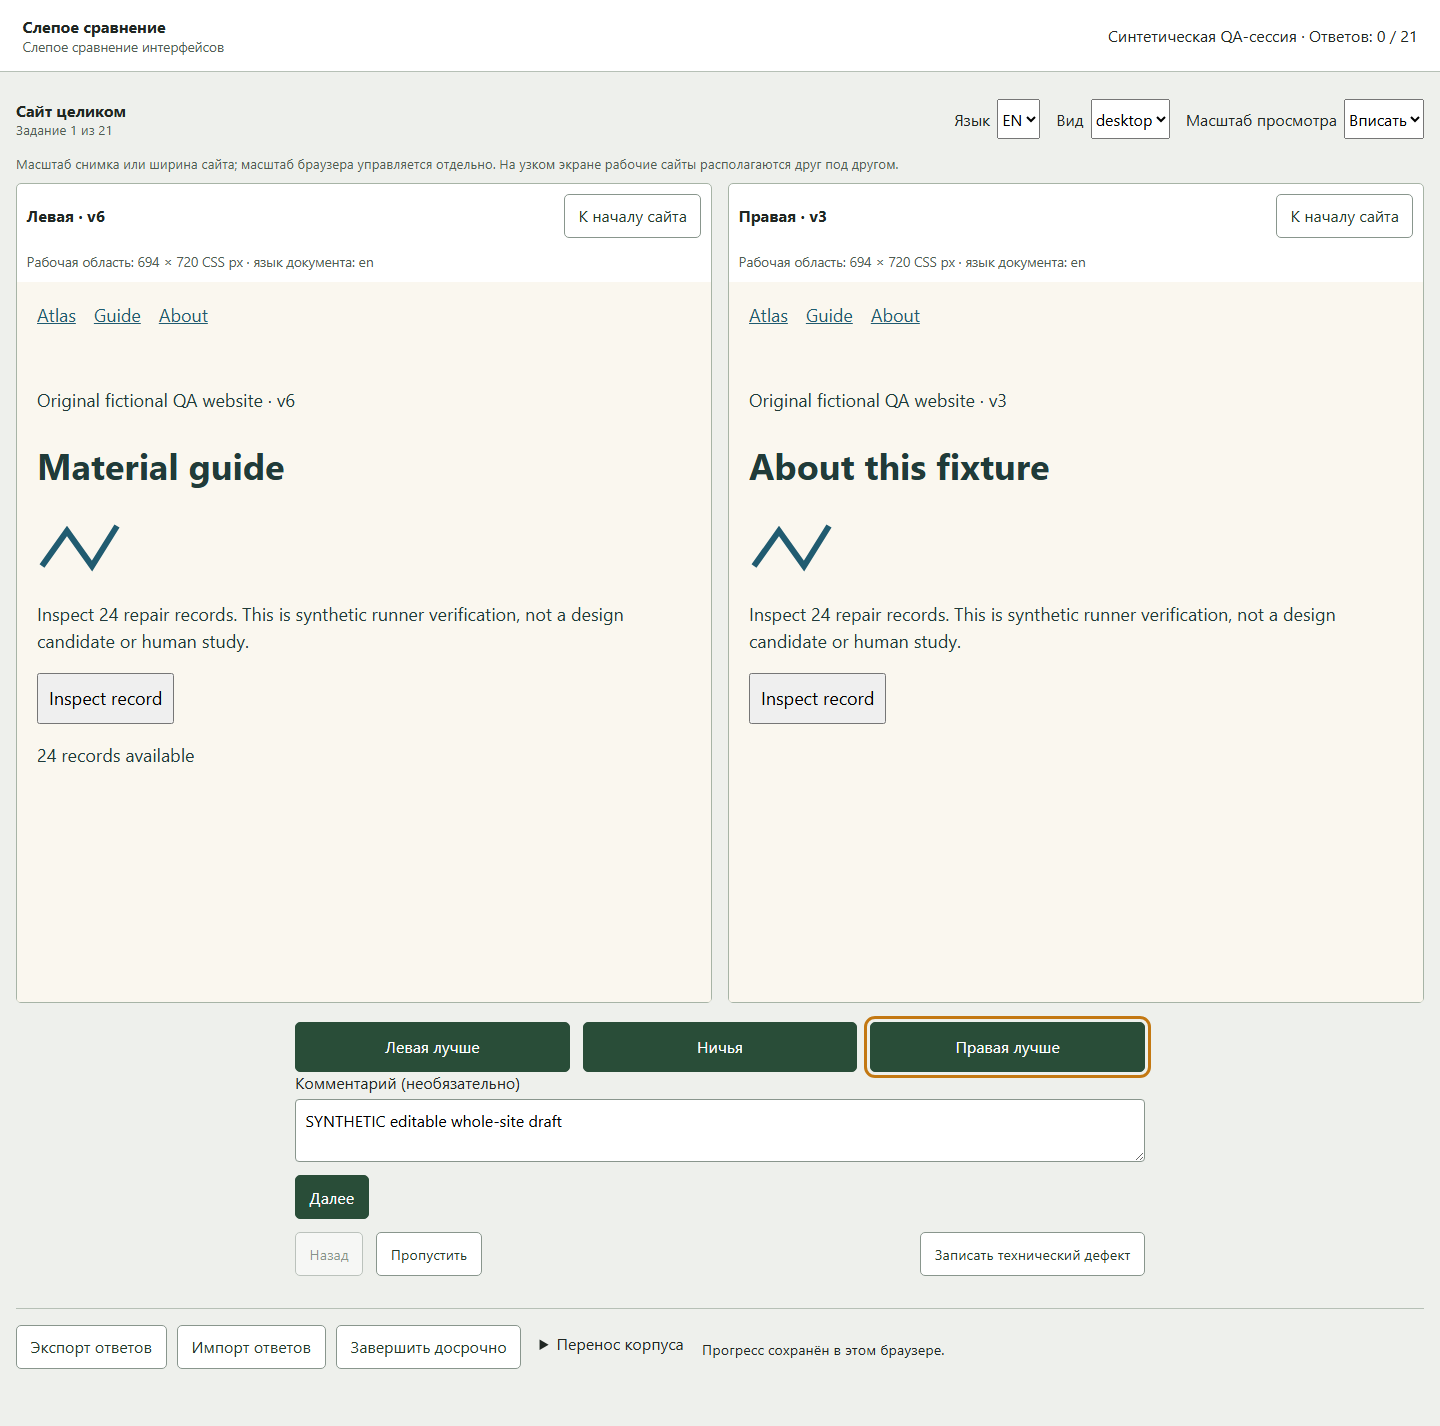 Слепое сравнение
Слепое сравнение интерфейсов
Синтетическая QA-сессия · Ответов: 0 / 21
Сайт целиком
Задание 1 из 21
Язык EN Вид desktop Масштаб просмотра Вписать
Масштаб снимка или ширина сайта; масштаб браузера управляется отдельно. На узком экране рабочие сайты располагаются друг под другом.
Левая · v6
К началу сайта
Рабочая область: 694 × 720 CSS px · язык документа: en
Atlas Guide About
Original fictional QA website · v6
Material guide
Inspect 24 repair records. This is synthetic runner verification, not a design
candidate or human study.
Inspect record
24 records available
Правая · v3
К началу сайта
Рабочая область: 694 × 720 CSS px · язык документа: en
Atlas Guide About
Original fictional QA website · v3
About this fixture
Inspect 24 repair records. This is synthetic runner verification, not a design
candidate or human study.
Inspect record
Левая лучше
Ничья
Правая лучше
Комментарий (необязательно)
SYNTHETIC editable whole-site draft
Далее
Назад
Пропустить
Записать технический дефект
Экспорт ответов
Импорт ответов
Завершить досрочно
Перенос корпуса
Прогресс сохранён в этом браузере.